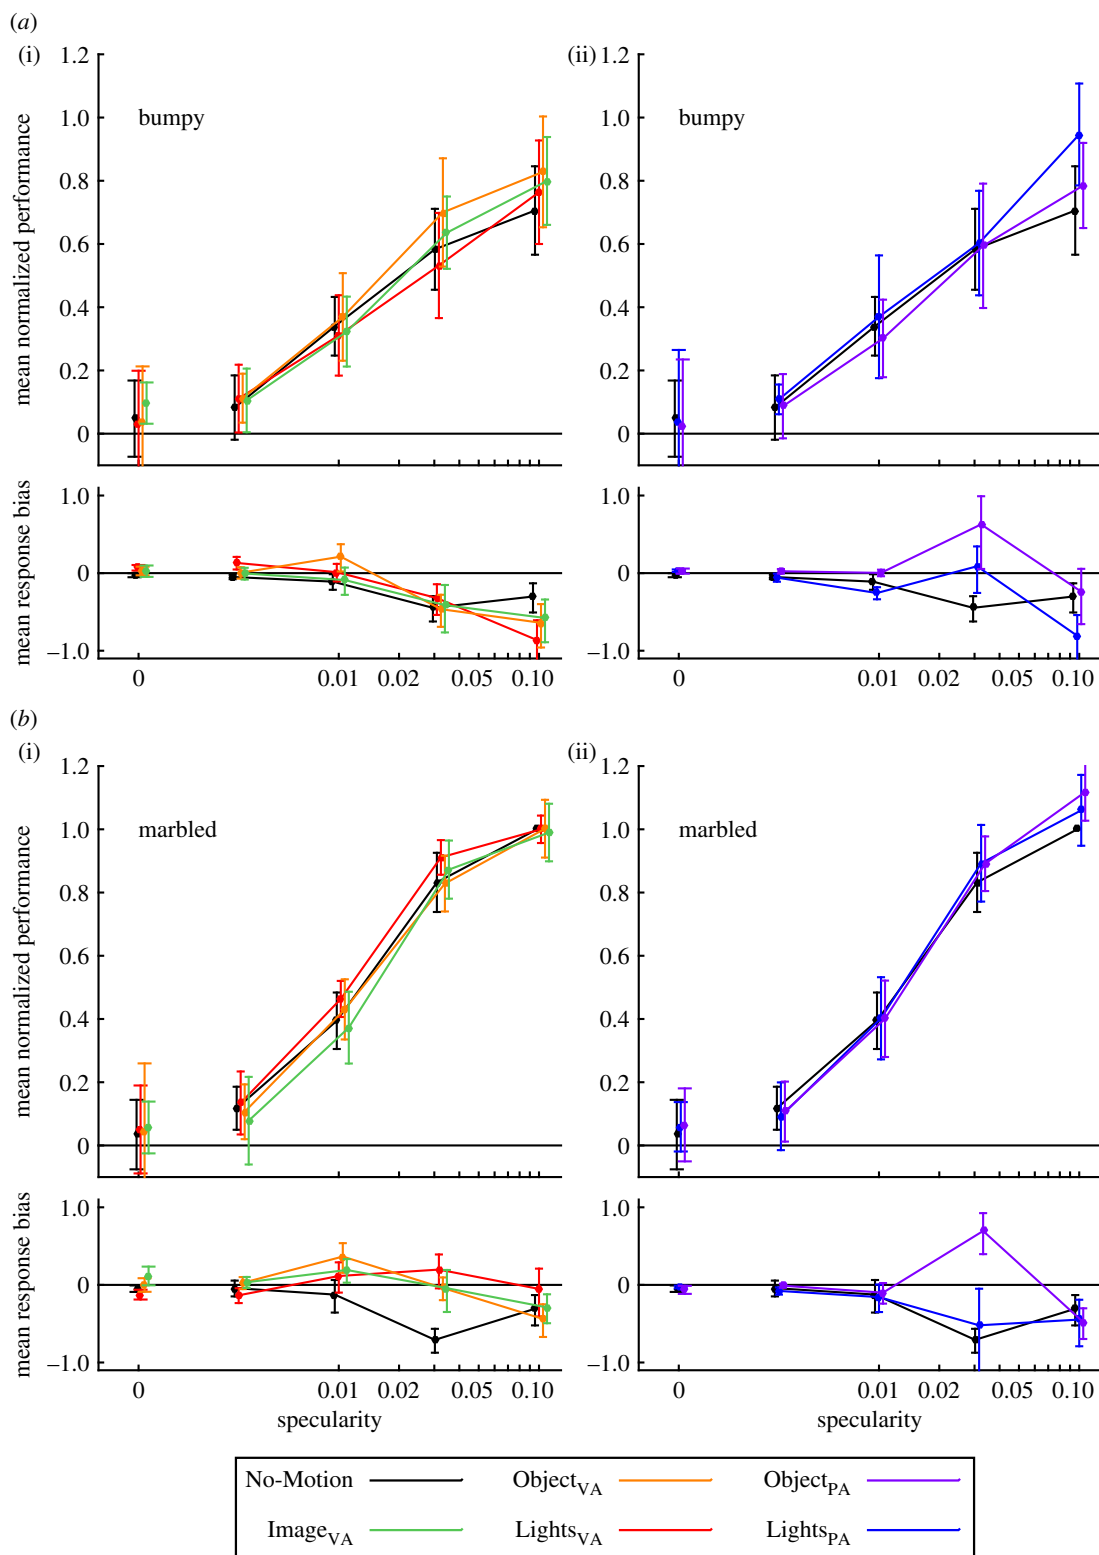 (a)
(i)
(ii)
1.2
1.0
0.8
0.6
0.4
0.2
0
mean normalized performance
bumpy
1.2
1.0
0.8
0.6
0.4
0.2
0
bumpy
1.0
0
–1.0
mean response bias
0 0.01 0.02 0.05 0.10
1.0
0
–1.0
0 0.01 0.02 0.05 0.10
(b)
(i)
(ii)
1.2
1.0
0.8
0.6
0.4
0.2
0
mean normalized performance
marbled
1.2
1.0
0.8
0.6
0.4
0.2
0
marbled
1.0
0
–1.0
mean response bias
0 0.01 0.02 0.05 0.10
specularity
1.0
0
–1.0
0 0.01 0.02 0.05 0.10
specularity
No-Motion ObjectVA ObjectPA
ImageVA LightsVA LightsPA